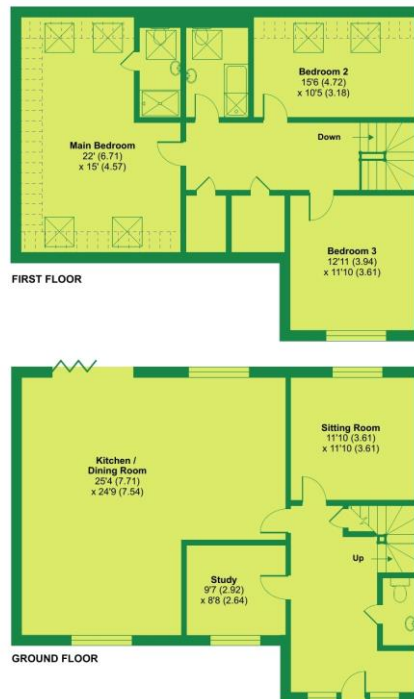 Bedroom 2
15'6 (4.72)
x 10'5 (3.18)
Main Bedroom
22' (6.71)
x 15' (4.57)
Down
Bedroom 3
12'11 (3.94)
x 11'10 (3.61)
FIRST FLOOR
Kitchen /
Dining Room
25'4 (7.71)
x 24'9 (7.54)
Sitting Room
11'10 (3.61)
x 11'10 (3.61)
Up
Study
9'7 (2.92)
x 8'8 (2.64)
GROUND FLOOR